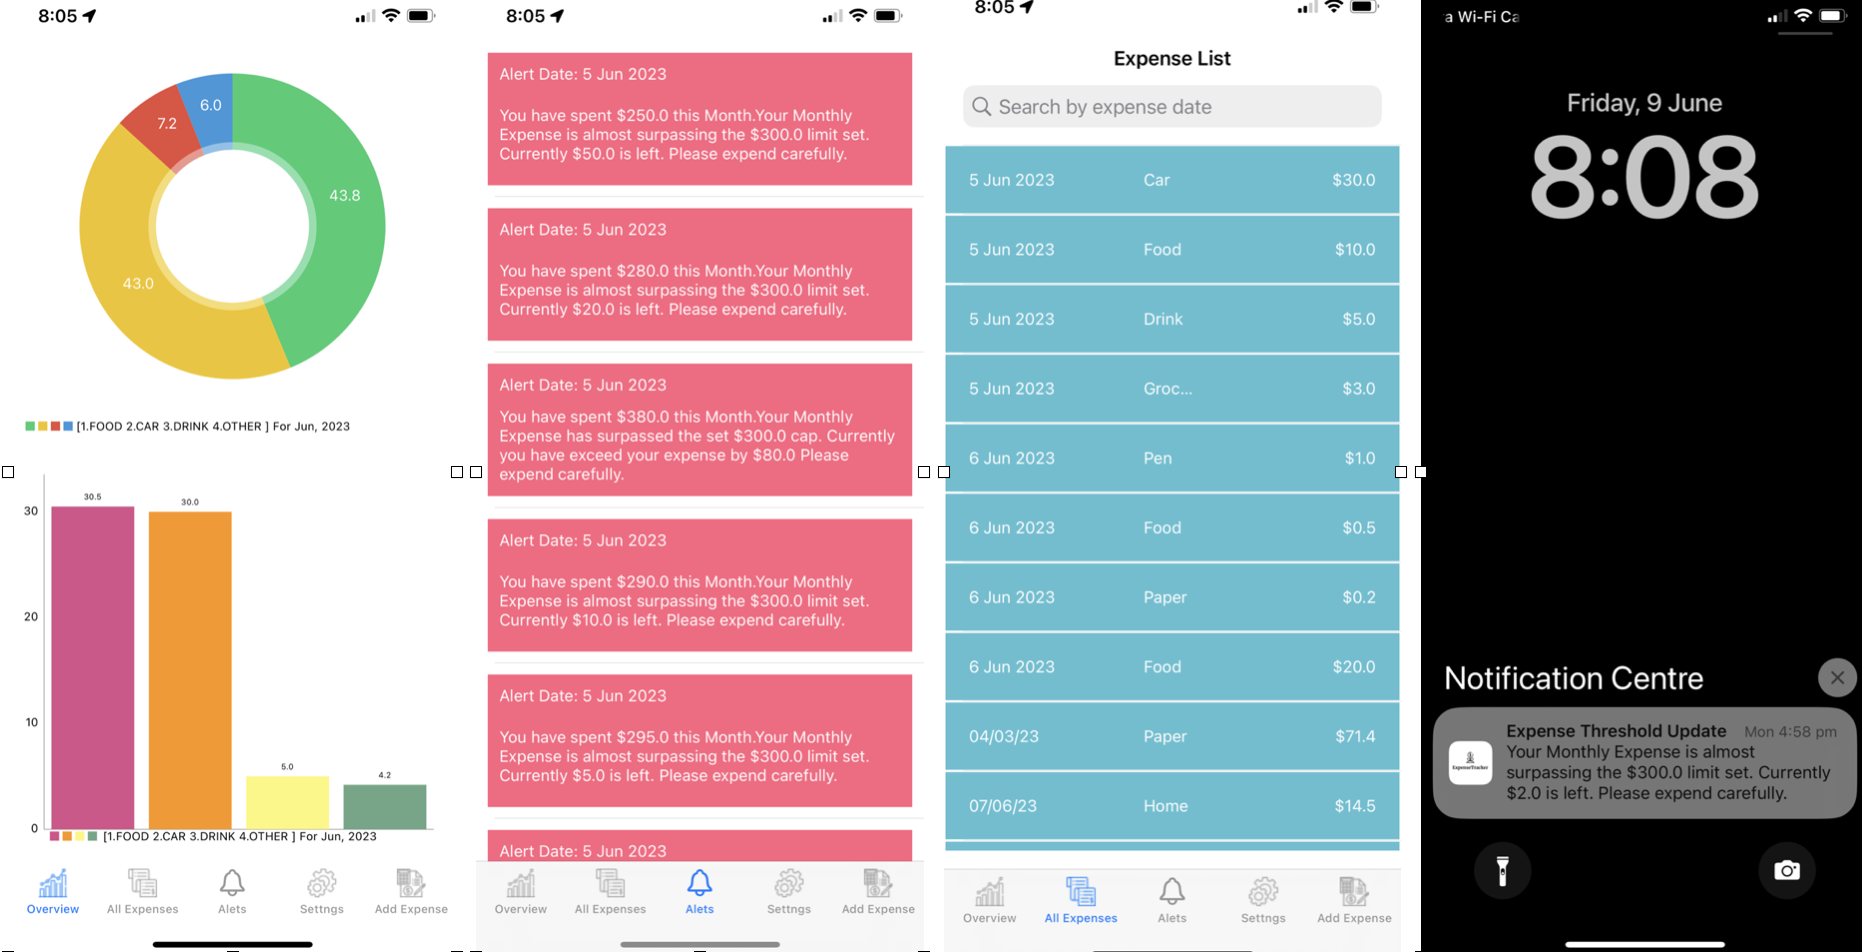 8:05
6.0
7.2
43.8
43.0
[1.FOOD 2.CAR 3.DRINK 4.OTHER ] For Jun, 2023
30.5
30.0
30
20
10
5.0
4.2
0
[1.FOOD 2.CAR 3.DRINK 4.OTHER ] For Jun, 2023
Overview All Expenses Alets Settngs Add Expense
8:05
Alert Date: 5 Jun 2023
You have spent $250.0 this Month.Your Monthly
Expense is almost surpassing the $300.0 limit set.
Currently $50.0 is left. Please expend carefully.
Alert Date: 5 Jun 2023
You have spent $280.0 this Month.Your Monthly
Expense is almost surpassing the $300.0 limit set.
Currently $20.0 is left. Please expend carefully.
Alert Date: 5 Jun 2023
You have spent $380.0 this Month.Your Monthly
Expense has surpassed the set $300.0 cap. Currently
you have exceed your expense by $80.0 Please
expend carefully.
Alert Date: 5 Jun 2023
You have spent $290.0 this Month.Your Monthly
Expense is almost surpassing the $300.0 limit set.
Currently $10.0 is left. Please expend carefully.
Alert Date: 5 Jun 2023
You have spent $295.0 this Month.Your Monthly
Expense is almost surpassing the $300.0 limit set.
Currently $5.0 is left. Please expend carefully.
Alert Date: 5 Jun 2023
Overview All Expenses Alets Settngs Add Expense
8:05
Expense List
Search by expense date
5 Jun 2023 Car $30.0
5 Jun 2023 Food $10.0
5 Jun 2023 Drink $5.0
5 Jun 2023 Groc... $3.0
6 Jun 2023 Pen $1.0
6 Jun 2023 Food $0.5
6 Jun 2023 Paper $0.2
6 Jun 2023 Food $20.0
04/03/23 Paper $71.4
07/06/23 Home $14.5
Overview All Expenses Alets Settngs Add Expense
a Wi-Fi Ca
Friday, 9 June
8:08
Notification Centre
Expense Threshold Update Mon 4:58 pm
Your Monthly Expense is almost
surpassing the $300.0 limit set. Currently
$2.0 is left. Please expend carefully.
ExpenseTracker